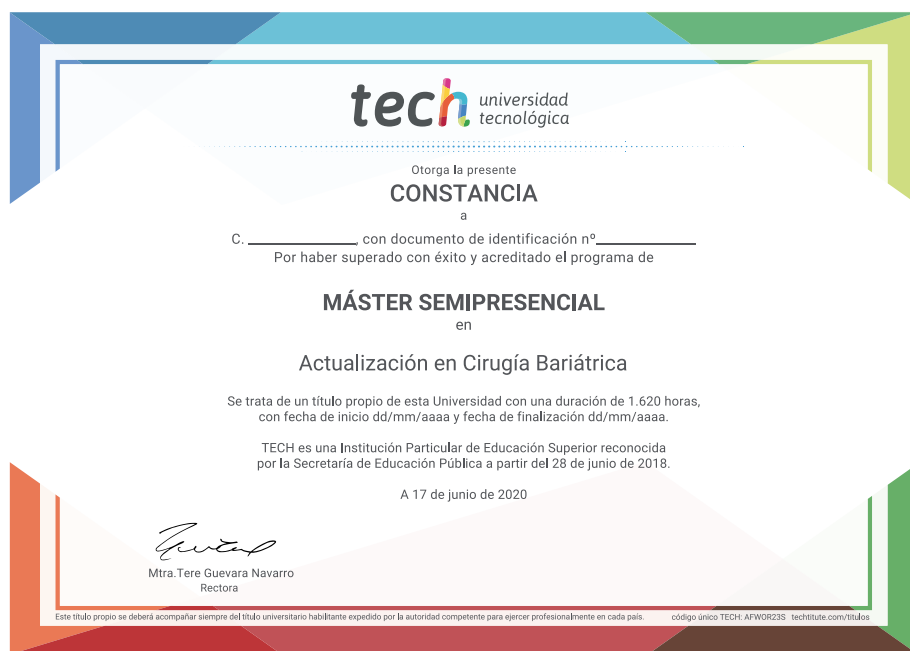 tech universidad
tecnológica
Otorga la presente
CONSTANCIA
a
C. ______________, con documento de identificación nº_____________
Por haber superado con éxito y acreditado el programa de
MÁSTER SEMIPRESENCIAL
en
Actualización en Cirugía Bariátrica
Se trata de un título propio de esta Universidad con una duración de 1.620 horas,
con fecha de inicio dd/mm/aaaa y fecha de finalización dd/mm/aaaa.
TECH es una Institución Particular de Educación Superior reconocida
por la Secretaría de Educación Pública a partir del 28 de junio de 2018.
A 17 de junio de 2020
Mtra.Tere Guevara Navarro
Rectora
Este título propio se deberá acompañar siempre del título universitario habilitante expedido por la autoridad competente para ejercer profesionalmente en cada país. código único TECH: AFWOR23S techtitute.com/titulos